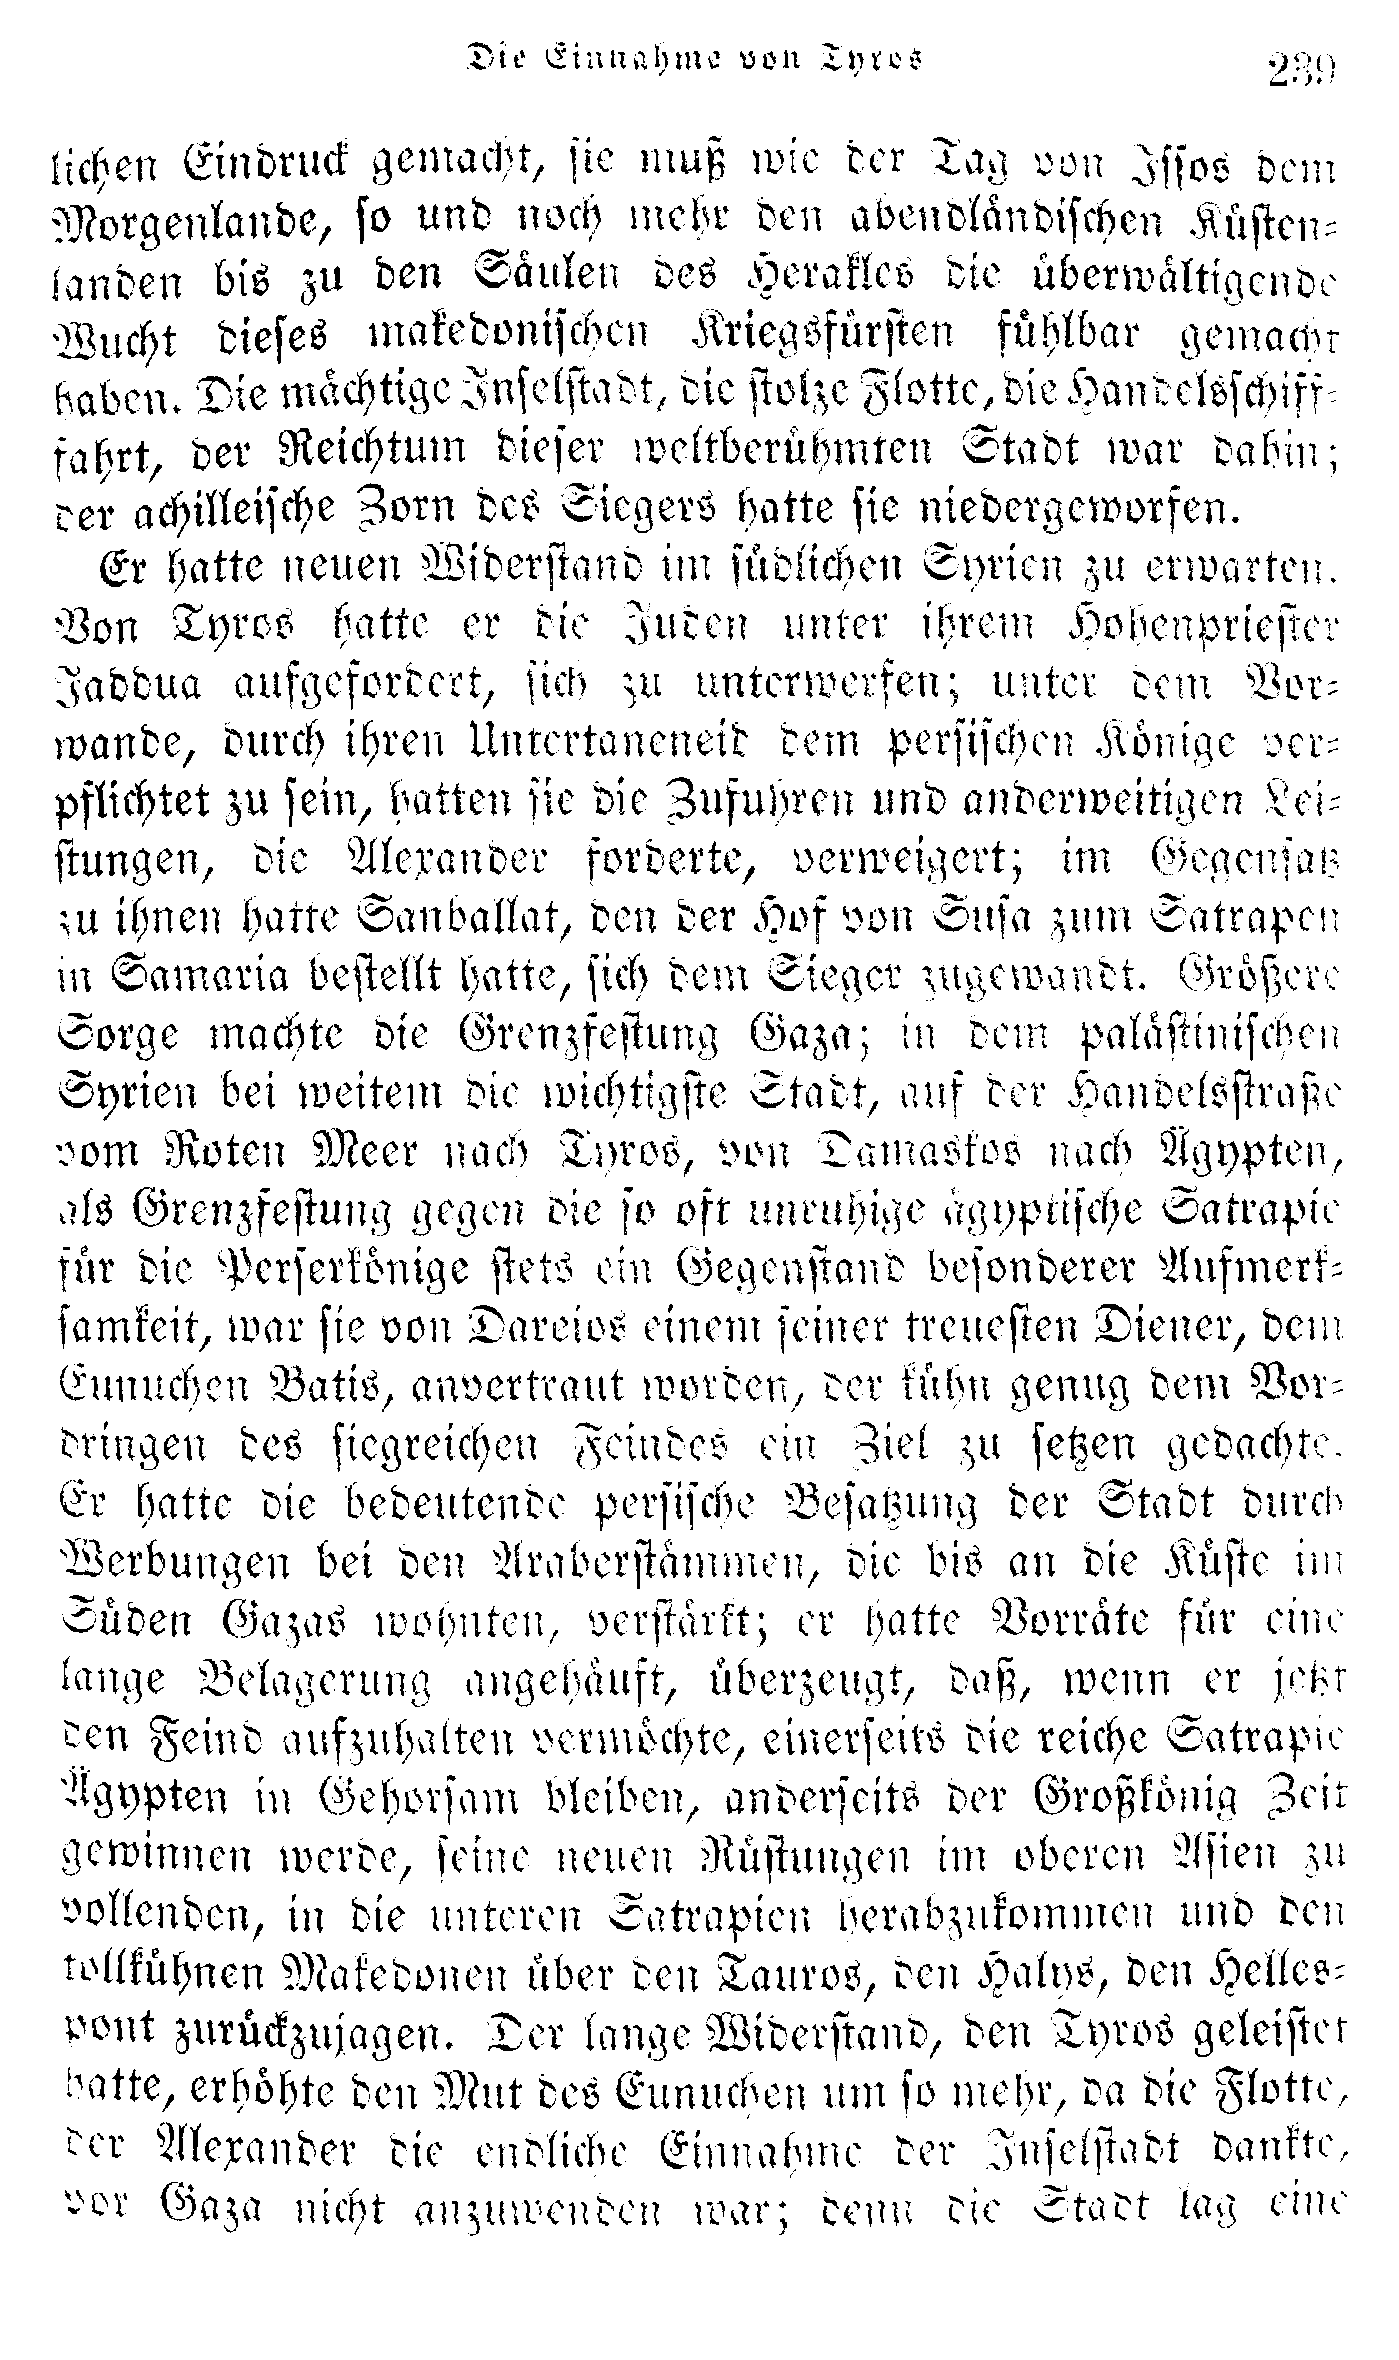 Die Einnahme von Tyros
239
lichen Eindruck gemacht, sie muß wie der Tag von Issos dem
Morgenlande, so und noch mehr den abendländischen Küsten-
landen bis zu den Säulen des Herakles die überwältigende
Wucht dieses makedonischen Kriegsfürsten fühlbar gemacht
haben. Die mächtige Inselstadt, die stolze Flotte, die Handelsschiff-
fahrt, der Reichtum dieser weltberühmten Stadt war dahin;
der achilleische Zorn des Siegers hatte sie niedergeworfen.
Er hatte neuen Widerstand im südlichen Syrien zu erwarten.
Von Tyros hatte er die Juden unter ihrem Hohenpriester
Jaddua aufgefordert, sich zu unterwerfen; unter dem Vor-
wande, durch ihren Untertaneneid dem persischen Könige ver-
pflichtet zu sein, hatten sie die Zufuhren und anderweitigen Lei-
stungen, die Alexander forderte, verweigert; im Gegensatz
zu ihnen hatte Sanballat, den der Hof von Susa zum Satrapen
in Samaria bestellt hatte, sich dem Sieger zugewandt. Größere
Sorge machte die Grenzfestung Gaza; in dem palästinischen
Syrien bei weitem die wichtigste Stadt, auf der Handelsstraße
vom Roten Meer nach Tyros, von Damaskos nach Ägypten,
als Grenzfestung gegen die so oft unruhige ägyptische Satrapie
für die Perserkönige stets ein Gegenstand besonderer Aufmerk-
samkeit, war sie von Dareios einem seiner treuesten Diener, dem
Eunuchen Batis, anvertraut worden, der kühn genug dem Vor-
dringen des siegreichen Feindes ein Ziel zu setzen gedachte.
Er hatte die bedeutende persische Besatzung der Stadt durch
Werbungen bei den Araberstämmen, die bis an die Küste im
Süden Gazas wohnten, verstärkt; er hatte Vorräte für eine
lange Belagerung angehäuft, überzeugt, daß, wenn er jetzt
den Feind aufzuhalten vermöchte, einerseits die reiche Satrapie
Ägypten in Gehorsam bleiben, anderseits der Großkönig Zeit
gewinnen werde, seine neuen Rüstungen im oberen Asien zu
vollenden, in die unteren Satrapien herabzukommen und den
tollkühnen Makedonen über den Tauros, den Halys, den Helles-
pont zurückzujagen. Der lange Widerstand, den Tyros geleistet
hatte, erhöhte den Mut des Eunuchen um so mehr, da die Flotte,
der Alexander die endliche Einnahme der Inselstadt dankte,
vor Gaza nicht anzuwenden war; denn die Stadt lag eine